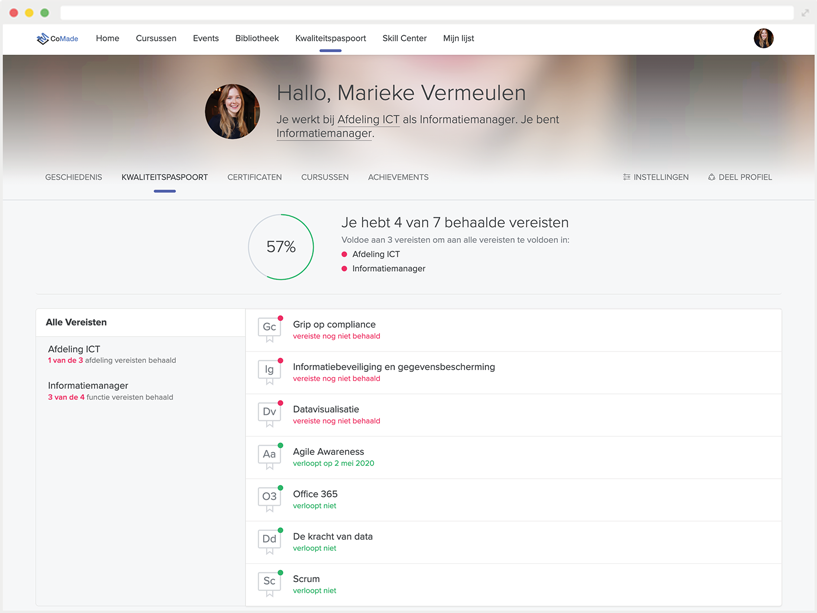 CoMade Home Cursussen Events Bibliotheek Kwaliteitspaspoort Skill Center Mijn lijst
Hallo, Marieke Vermeulen
Je werkt bij Afdeling ICT als Informatiemanager. Je bent
Informatiemanager.
GESCHIEDENIS KWALITEITSPASPOORT CERTIFICATEN CURSUSSEN ACHIEVEMENTS INSTELLINGEN DEEL PROFIEL
57%
Je hebt 4 van 7 behaalde vereisten
Voldoe aan 3 vereisten om aan alle vereisten te voldoen in:
Afdeling ICT
Informatiemanager
Alle Vereisten
Afdeling ICT
1 van de 3 afdeling vereisten behaald
Informatiemanager
3 van de 4 functie vereisten behaald
Gc Grip op compliance
vereiste nog niet behaald
Ig Informatiebeveiliging en gegevensbescherming
vereiste nog niet behaald
Dv Datavisualisatie
vereiste nog niet behaald
Aa Agile Awareness
verloopt op 2 mei 2020
O3 Office 365
verloopt niet
Dd De kracht van data
verloopt niet
Sc Scrum
verloopt niet